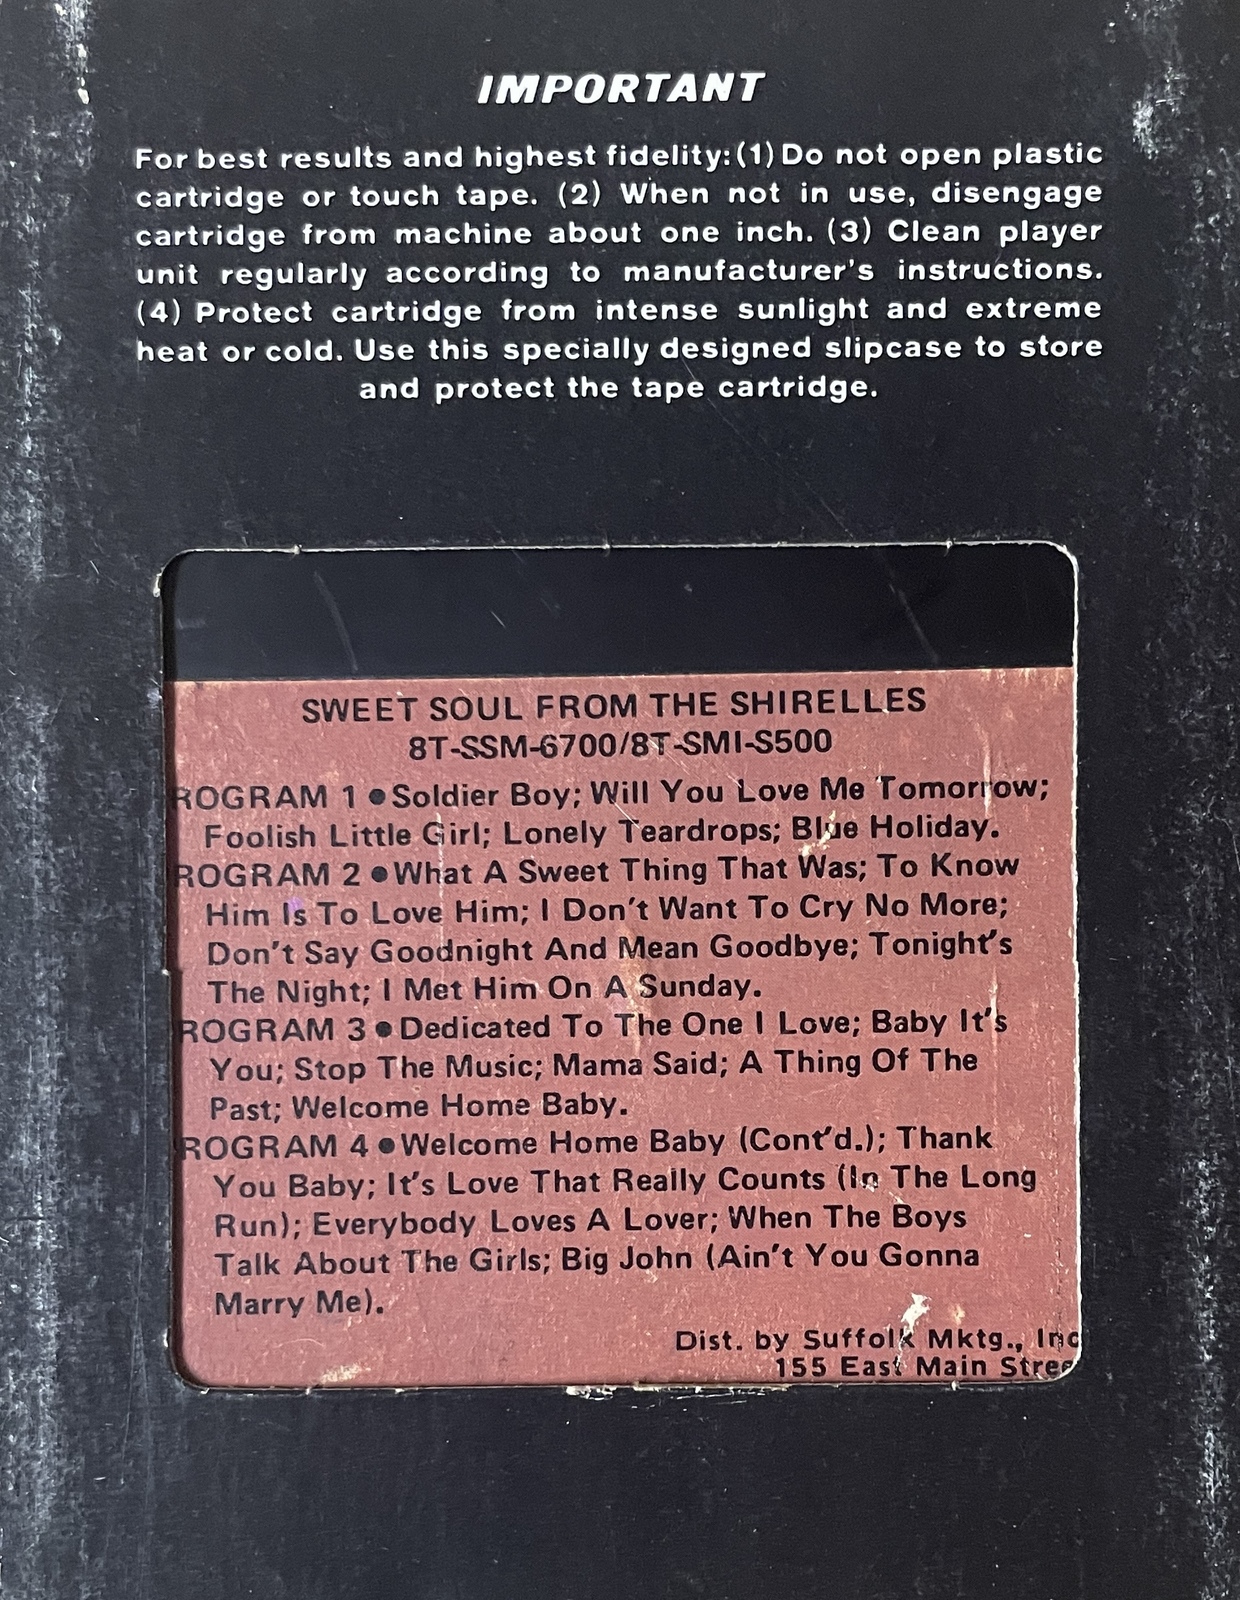 IMPORTANT
For best results and highest fidelity:(1) Do not open plastic
cartridge or touch tape. (2) When not in use, disengage
cartridge from machine about one inch. (3) Clean player
unit regularly according to manufacturer's instructions.
(4) Protect cartridge from intense sunlight and extreme
heat or cold. Use this specially designed slipcase to store
and protect the tape cartridge.
SWEET SOUL FROM THE SHIRELLES
8T-SSM-6700/8T-SMI-S500
ROGRAM 1 ● Soldier Boy; Will You Love Me Tomorrow;
Foolish Little Girl; Lonely Teardrops; Blue Holiday.
ROGRAM 2 ● What A Sweet Thing That Was; To Know
Him Is To Love Him; I Don't Want To Cry No More;
Don't Say Goodnight And Mean Goodbye; Tonight's
The Night; I Met Him On A Sunday.
ROGRAM 3 ● Dedicated To The One I Love; Baby It's
You; Stop The Music; Mama Said; A Thing Of The
Past; Welcome Home Baby.
ROGRAM 4 ● Welcome Home Baby (Cont'd.); Thank
You Baby; It's Love That Really Counts (In The Long
Run); Everybody Loves A Lover; When The Boys
Talk About The Girls; Big John (Ain't You Gonna
Marry Me).
Dist. by Suffolk Mktg., Inc
155 East Main Stree